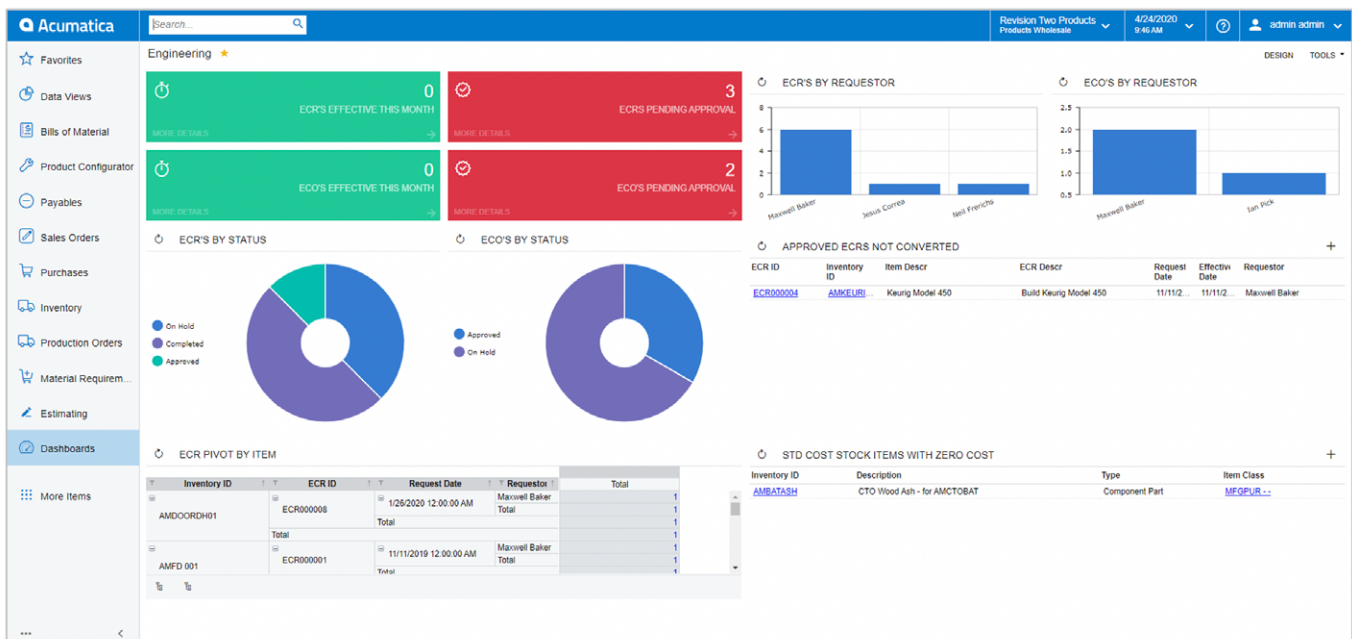 Acumatica
Search...
Revision Two Products
Products Wholesale
4/24/2020
9:46 AM
admin admin
Favorites
Data Views
Bills of Material
Product Configurator
Payables
Sales Orders
Purchases
Inventory
Production Orders
Material Requirem...
Estimating
Dashboards
More Items
Engineering
DESIGN TOOLS
0
ECR'S EFFECTIVE THIS MONTH
MORE DETAILS
3
ECRS PENDING APPROVAL
MORE DETAILS
0
ECO'S EFFECTIVE THIS MONTH
MORE DETAILS
2
ECO'S PENDING APPROVAL
MORE DETAILS
ECR'S BY REQUESTOR
8
6
4
2
0
Maxwell Baker Jesus Correa Neil Frerichs
ECO'S BY REQUESTOR
2.5
2.0
1.5
1.0
0.5
Maxwell Baker Ian Pick
ECR'S BY STATUS
On Hold
Completed
Approved
ECO'S BY STATUS
Approved
On Hold
APPROVED ECRS NOT CONVERTED
ECR ID Inventory ID Item Descr ECR Descr Request Date Effectiv Date Requestor
ECR000004 AMKEURI... Keurig Model 450 Build Keurig Model 450 11/11/2... 11/11/2... Maxwell Baker
ECR PIVOT BY ITEM
Inventory ID ECR ID Request Date Requestor Total
AMDOORDH01 ECR000008 1/26/2020 12:00:00 AM Maxwell Baker 1
Total 1
Total 1
Total 1
AMFD 001 ECR000001 11/11/2019 12:00:00 AM Maxwell Baker 1
Total 1
Total 1
STD COST STOCK ITEMS WITH ZERO COST
Inventory ID Description Type Item Class
AMBATASH CTO Wood Ash - for AMCTOBAT Component Part MFGPUR - -